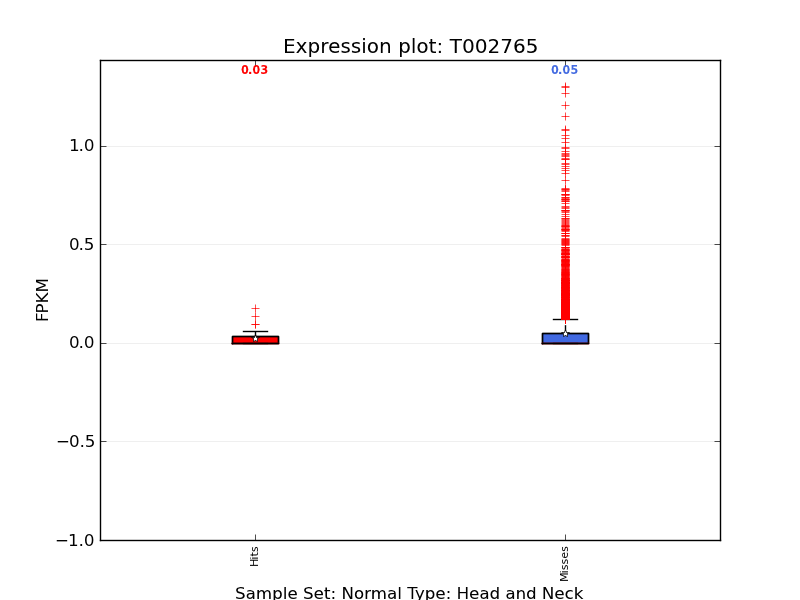 Expression plot: T002765
0.03
0.05
1.0
0.5
0.0
−0.5
−1.0
FPKM
Hits
Misses
Sample Set: Normal Type: Head and Neck